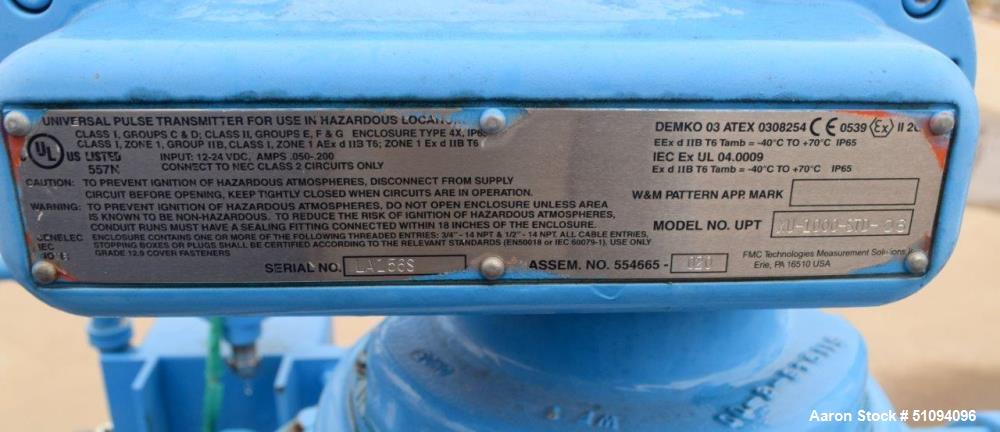 UNIVERSAL PULSE TRANSMITTER FOR USE IN HAZARDOUS
CLASS I, GROUPS C & D; CLASS II, GROUPS E, F & G ENCLOSURE TYPE 4X, IP65
CLASS I, ZONE 1, GROUP IIB, CLASS I, ZONE 1 AEx d IIB T6; ZONE 1 Ex d IIB T6
UL US LISTED INPUT: 12-24 VDC, AMPS .050-.200
557N CONNECT TO NEC CLASS 2 CIRCUITS ONLY
CAUTION: TO PREVENT IGNITION OF HAZARDOUS ATMOSPHERES, DISCONNECT FROM SUPPLY
CIRCUIT BEFORE OPENING, KEEP TIGHTLY CLOSED WHEN CIRCUITS ARE IN OPERATION.
WARNING: TO PREVENT IGNITION OF HAZARDOUS ATMOSPHERES, DO NOT OPEN ENCLOSURE UNLESS AREA
IS KNOWN TO BE NON-HAZARDOUS. TO REDUCE THE RISK OF IGNITION OF HAZARDOUS ATMOSPHERES,
CONDUIT RUNS MUST HAVE A SEALING FITTING CONNECTED WITHIN 18 INCHES OF THE ENCLOSURE.
CENELEC ENCLOSURE CONTAINS ONE OR MORE OF THE FOLLOWING THREADED ENTRIES: 3/4" - 14 NPT & 1/2" - 14 NPT. ALL CABLE ENTRIES,
IEC STOPPING BOXES OR PLUGS SHALL BE CERTIFIED ACCORDING TO THE RELEVANT STANDARDS (EN50018 or IEC 60079-1). USE ONLY
GRADE 12.9 COVER FASTENERS
SERIAL NO. LA1568 ASSEM. NO. 554665 - 020
DEMKO 03 ATEX 0308254 CE 0539 Ex II 2G
EEx d IIB T6 Tamb = -40°C TO +70°C IP65
IEC Ex UL 04.0009
Ex d IIB T6 Tamb = -40°C TO +70°C IP65
W&M PATTERN APP. MARK
MODEL NO. UPT
FMC Technologies Measurement Solutions
Erie, PA 16510 USA
Aaron Stock # 51094096